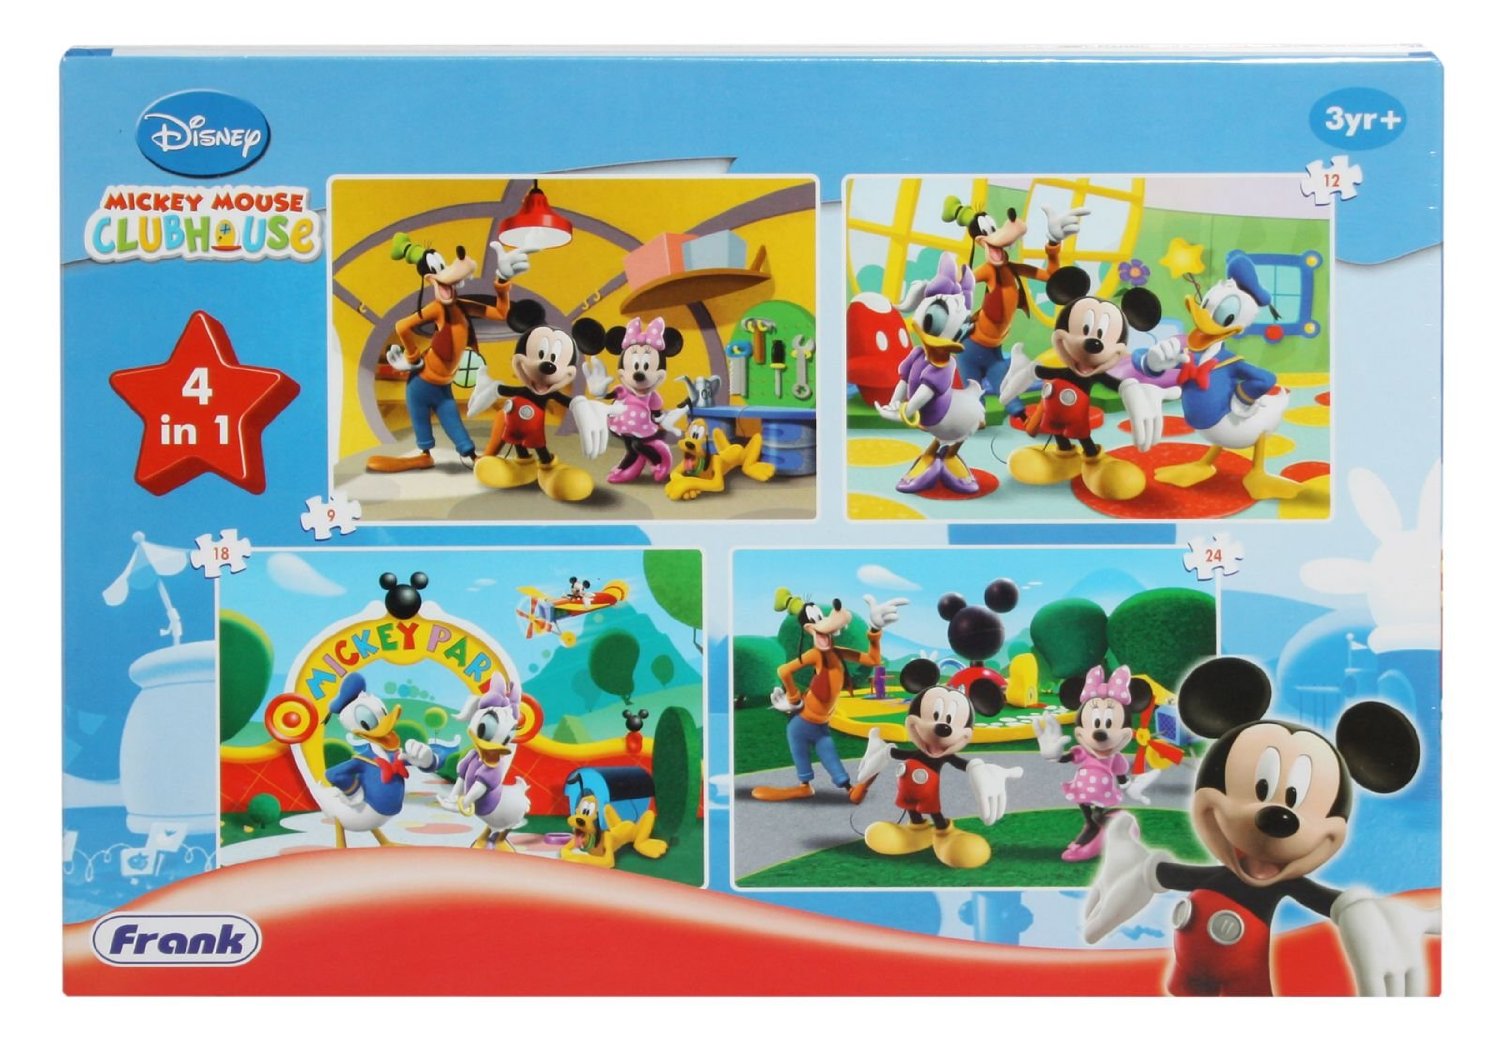 Disney
3yr+
MICKEY MOUSE
CLUBHOUSE
12
4
in 1
9
18
24
MICKEY PAR
Frank